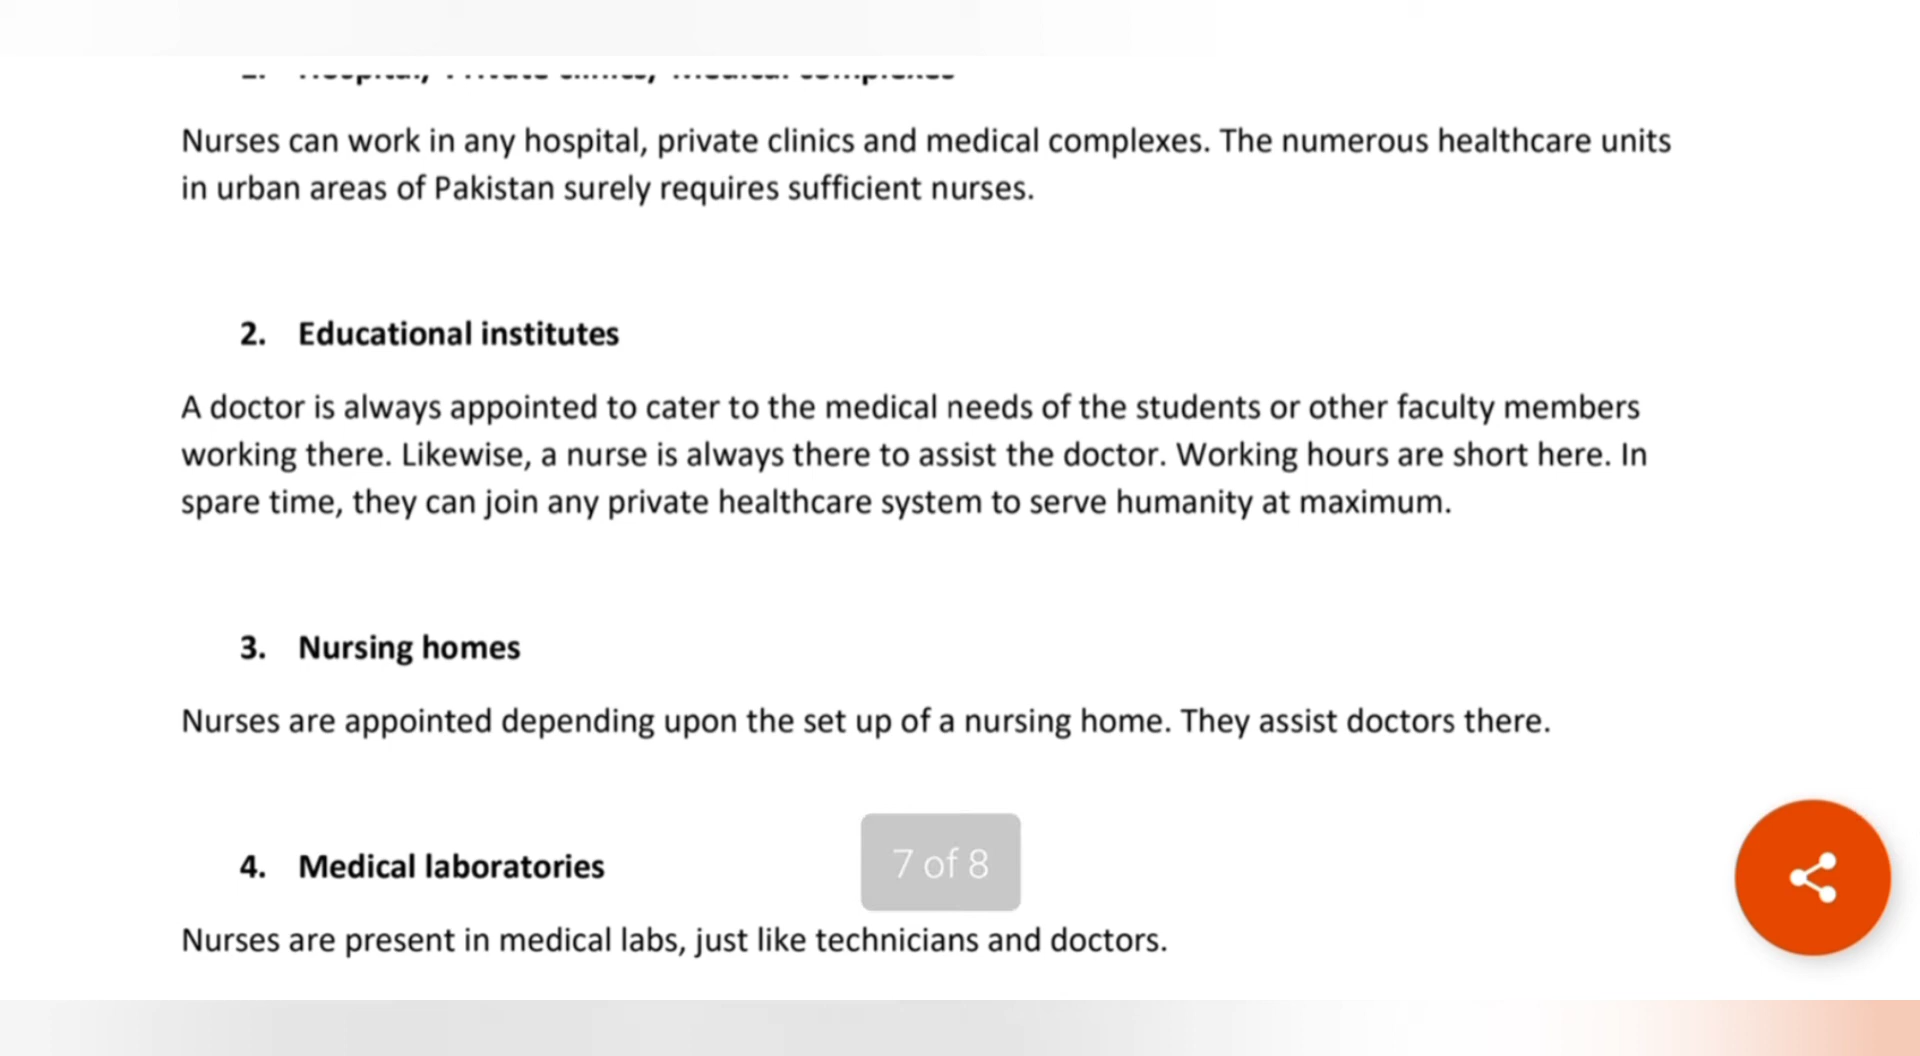 Nurses can work in any hospital, private clinics and medical complexes. The numerous healthcare units
in urban areas of Pakistan surely requires sufficient nurses.
2. Educational institutes
A doctor is always appointed to cater to the medical needs of the students or other faculty members
working there. Likewise, a nurse is always there to assist the doctor. Working hours are short here. In
spare time, they can join any private healthcare system to serve humanity at maximum.
3. Nursing homes
Nurses are appointed depending upon the set up of a nursing home. They assist doctors there.
7 of 8
4. Medical laboratories
Nurses are present in medical labs, just like technicians and doctors.